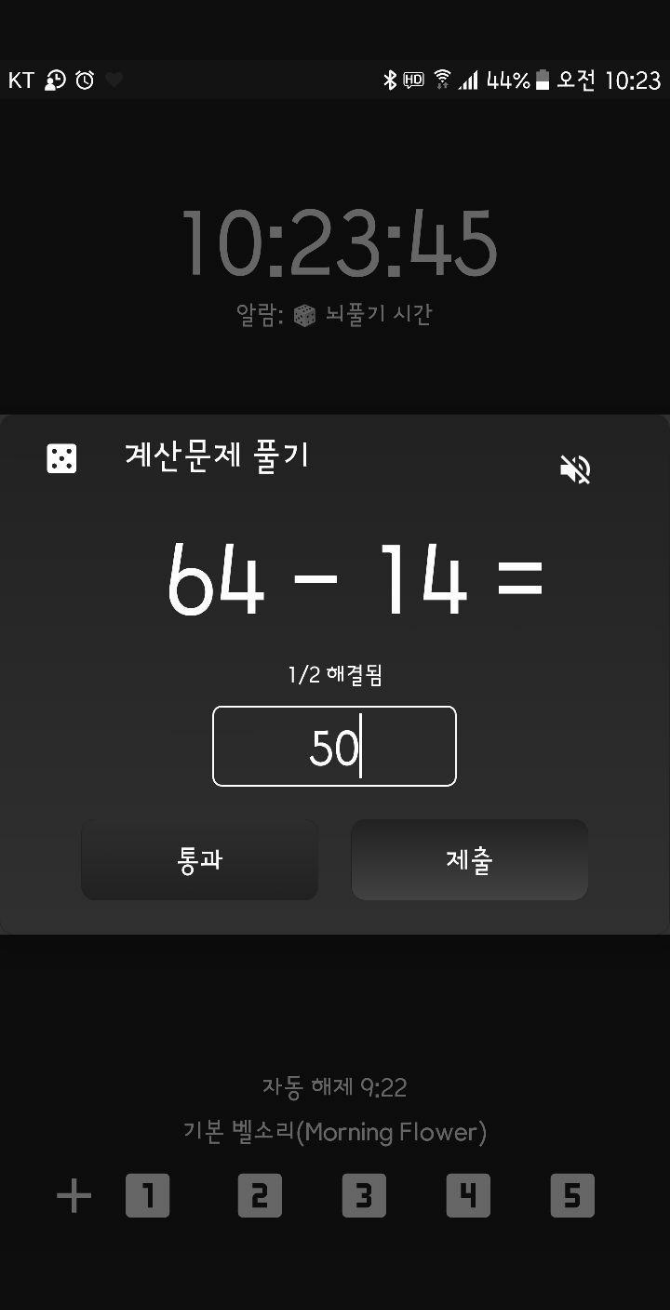 KT 44% 오전 10:23
10:23:45
알람: 뇌풀기 시간
계산문제 풀기
64 - 14 =
1/2 해결됨
50
통과 제출
자동 해제 9:22
기본 벨소리(Morning Flower)
+ 1 2 3 4 5